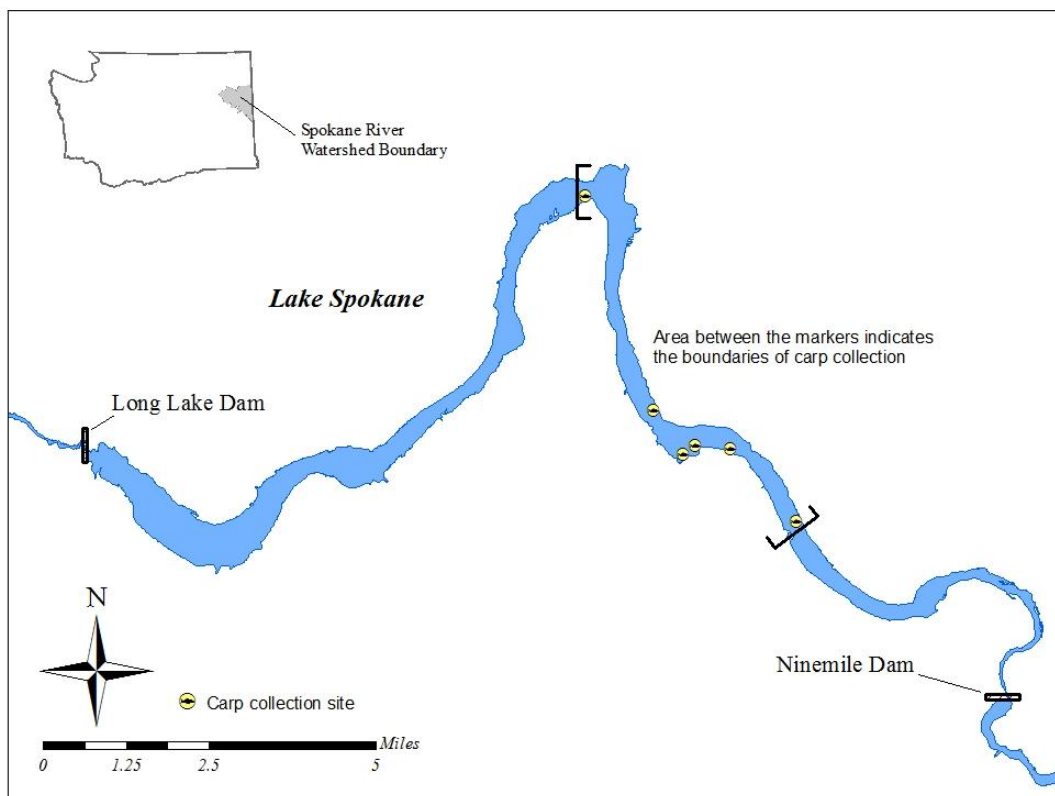 Spokane River
Watershed Boundary
Lake Spokane
Area between the markers indicates
the boundaries of carp collection
Long Lake Dam
N
Ninemile Dam
Carp collection site
Miles
0 1.25 2.5 5